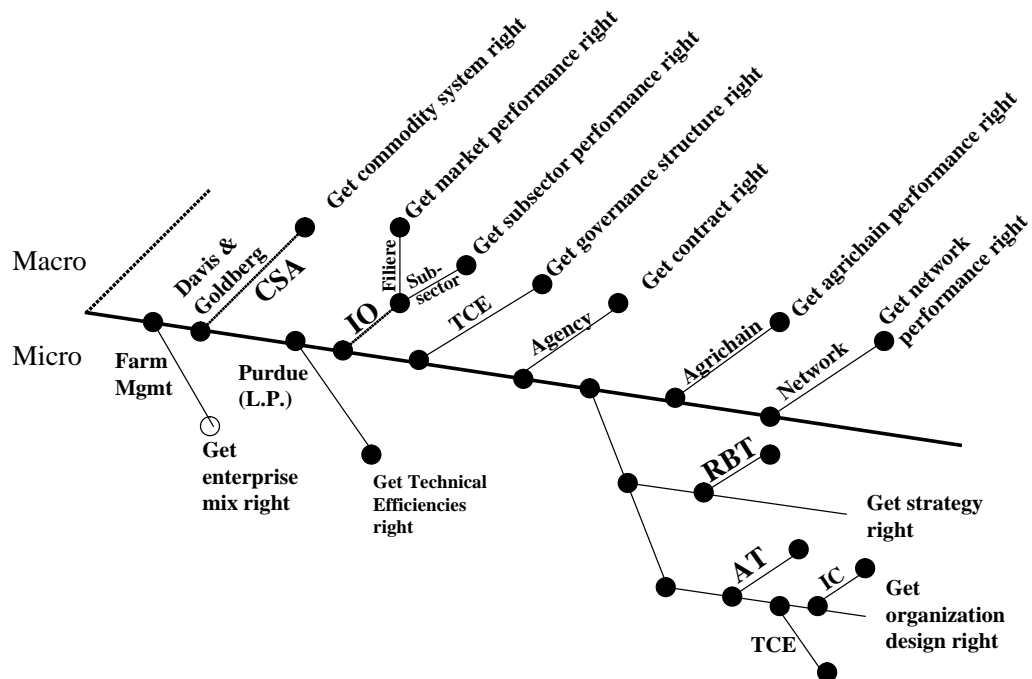 Get commodity system right
Get market performance right
Get subsector performance right
Get governance structure right
Get contract right
Get agrichain performance right
Get network
performance right
Macro
Davis &
Goldberg
CSA
Filiere
Sub-
sector
IO
TCE
Agency
Agrichain
Network
Micro
Farm
Mgmt
Purdue
(L.P.)
Get
enterprise
mix right
Get Technical
Efficiencies
right
RBT
Get strategy
right
AT
IC
Get
organization
design right
TCE